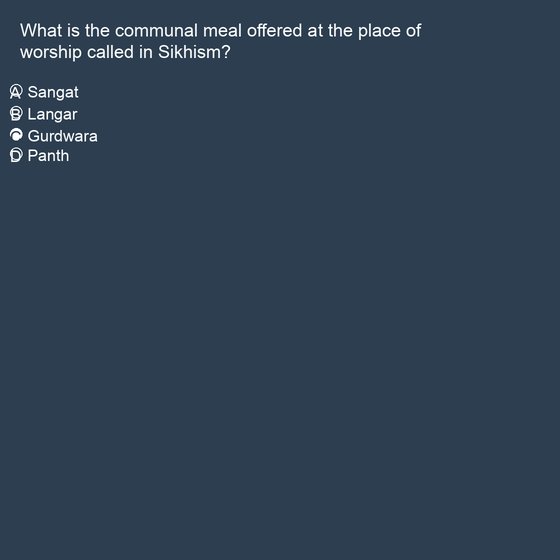 What is the communal meal offered at the place of
worship called in Sikhism?
A Sangat
B Langar
Gurdwara
D Panth